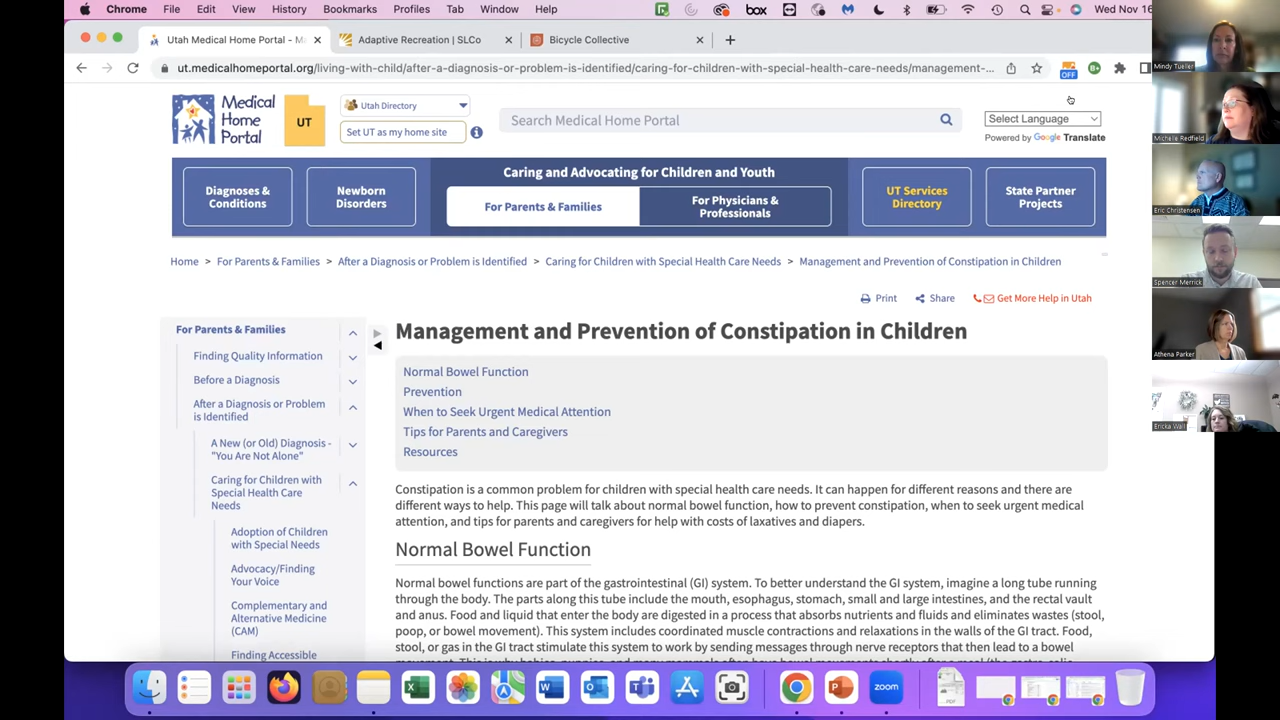 Chrome File Edit View History Bookmarks Profiles Tab Window Help box Wed Nov 16
Utah Medical Home Portal - M
Adaptive Recreation | SLCo
Bicycle Collective
ut.medicalhomeportal.org/living-with-child/after-a-diagnosis-or-problem-is-identified/caring-for-children-with-special-health-care-needs/management-...
OFF
Medical
Home
Portal
UT
Utah Directory
Set UT as my home site
Search Medical Home Portal
Select Language
Powered by Google Translate
Diagnoses &
Conditions
Newborn
Disorders
Caring and Advocating for Children and Youth
For Parents & Families
For Physicians &
Professionals
UT Services
Directory
State Partner
Projects
Home > For Parents & Families > After a Diagnosis or Problem is Identified > Caring for Children with Special Health Care Needs > Management and Prevention of Constipation in Children
Print Share Get More Help in Utah
For Parents & Families
Finding Quality Information
Before a Diagnosis
After a Diagnosis or Problem
is Identified
A New (or Old) Diagnosis -
"You Are Not Alone"
Caring for Children with
Special Health Care
Needs
Adoption of Children
with Special Needs
Advocacy/Finding
Your Voice
Complementary and
Alternative Medicine
(CAM)
Finding Accessible
Management and Prevention of Constipation in Children
Normal Bowel Function
Prevention
When to Seek Urgent Medical Attention
Tips for Parents and Caregivers
Resources
Constipation is a common problem for children with special health care needs. It can happen for different reasons and there are
different ways to help. This page will talk about normal bowel function, how to prevent constipation, when to seek urgent medical
attention, and tips for parents and caregivers for help with costs of laxatives and diapers.
Normal Bowel Function
Normal bowel functions are part of the gastrointestinal (GI) system. To better understand the GI system, imagine a long tube running
through the body. The parts along this tube include the mouth, esophagus, stomach, small and large intestines, and the rectal vault
and anus. Food and liquid that enter the body are digested in a process that absorbs nutrients and fluids and eliminates wastes (stool,
poop, or bowel movement). This system includes coordinated muscle contractions and relaxations in the walls of the GI tract. Food,
stool, or gas in the GI tract stimulate this system to work by sending messages through nerve receptors that then lead to a bowel
Mindy Tueller
Michelle Redfield
Eric Christensen
Spencer Merrick
Athena Parker
Ericka Wall
zoom
PDF